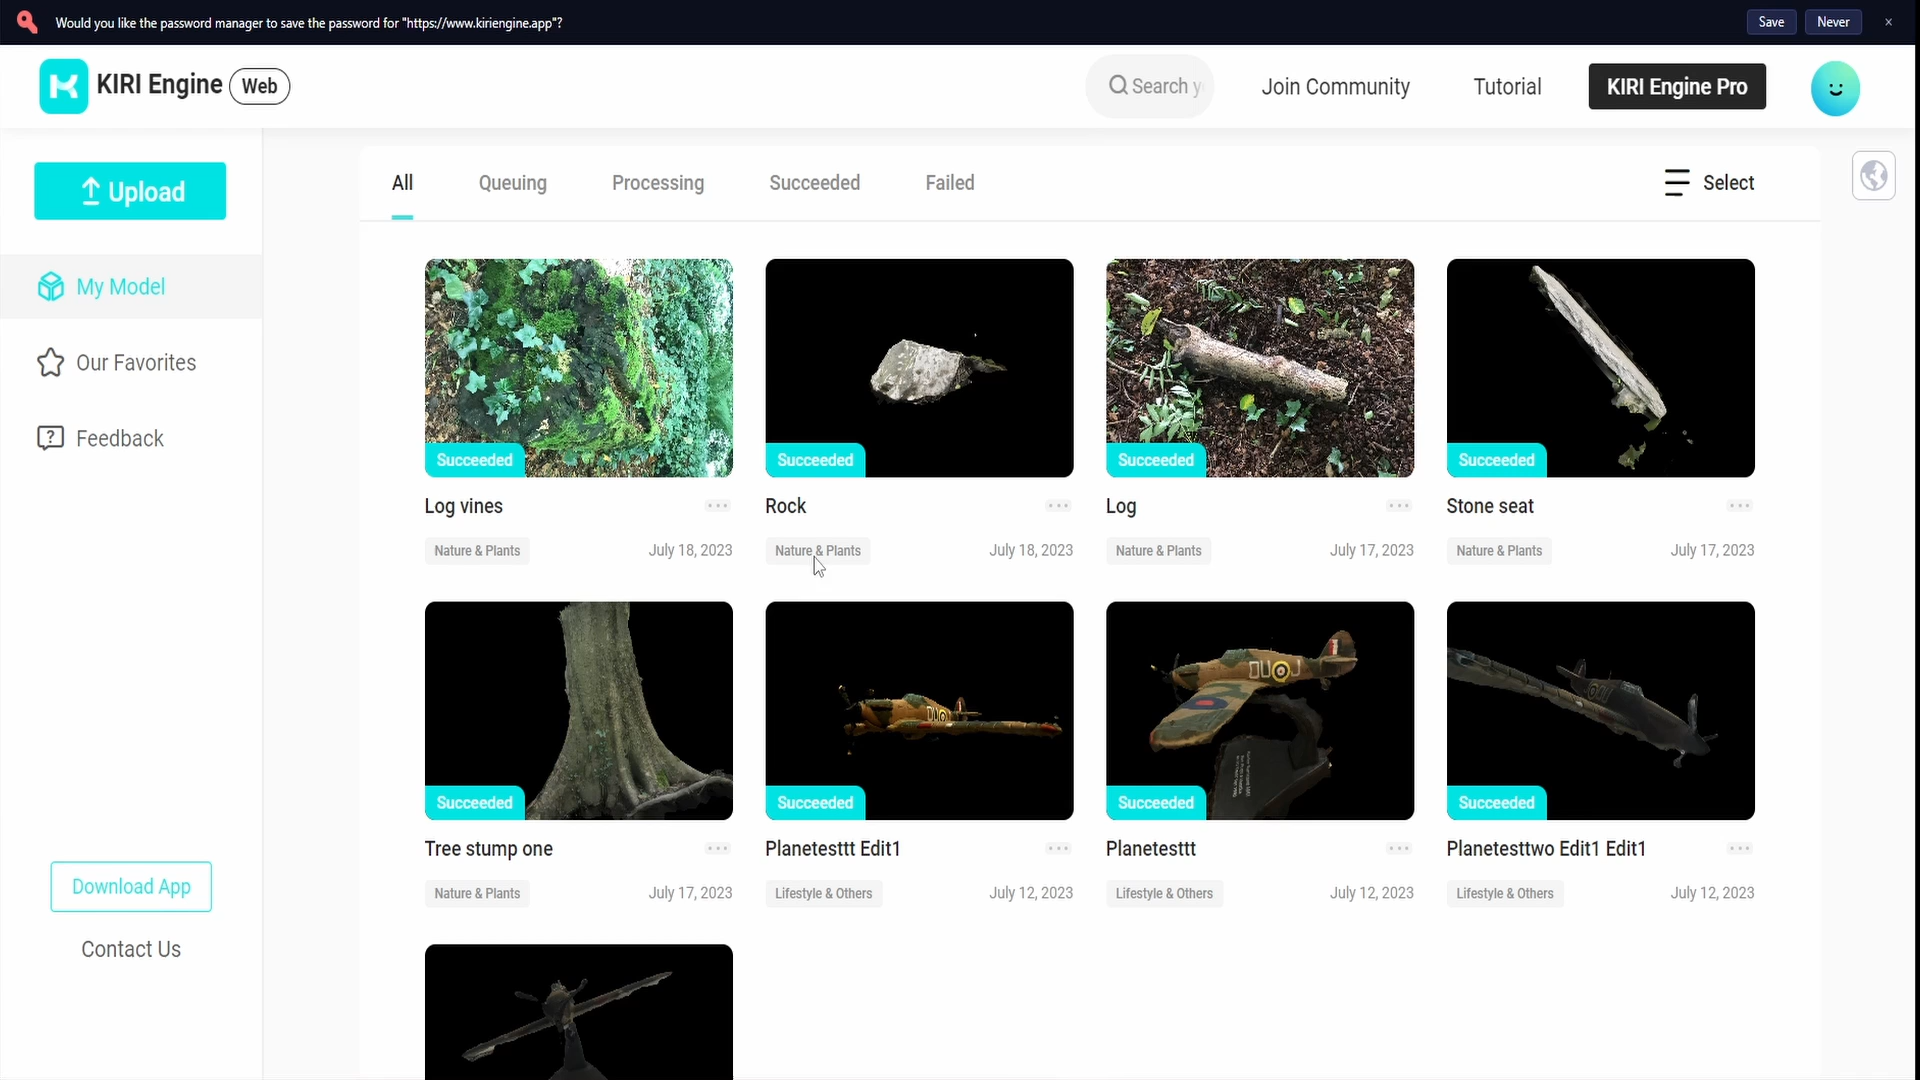 Would you like the password manager to save the password for "https://www.kiriengine.app"?
Save
Never
KIRI Engine
Web
Search y
Join Community
Tutorial
KIRI Engine Pro
Upload
My Model
Our Favorites
Feedback
Download App
Contact Us
All
Queuing
Processing
Succeeded
Failed
Select
Succeeded
Succeeded
Succeeded
Succeeded
Log vines
Rock
Log
Stone seat
Nature & Plants
July 18, 2023
Nature & Plants
July 18, 2023
Nature & Plants
July 17, 2023
Nature & Plants
July 17, 2023
DU J
Succeeded
Succeeded
Succeeded
Succeeded
Tree stump one
Planetesttt Edit1
Planetesttt
Planetesttwo Edit1 Edit1
Nature & Plants
July 17, 2023
Lifestyle & Others
July 12, 2023
Lifestyle & Others
July 12, 2023
Lifestyle & Others
July 12, 2023